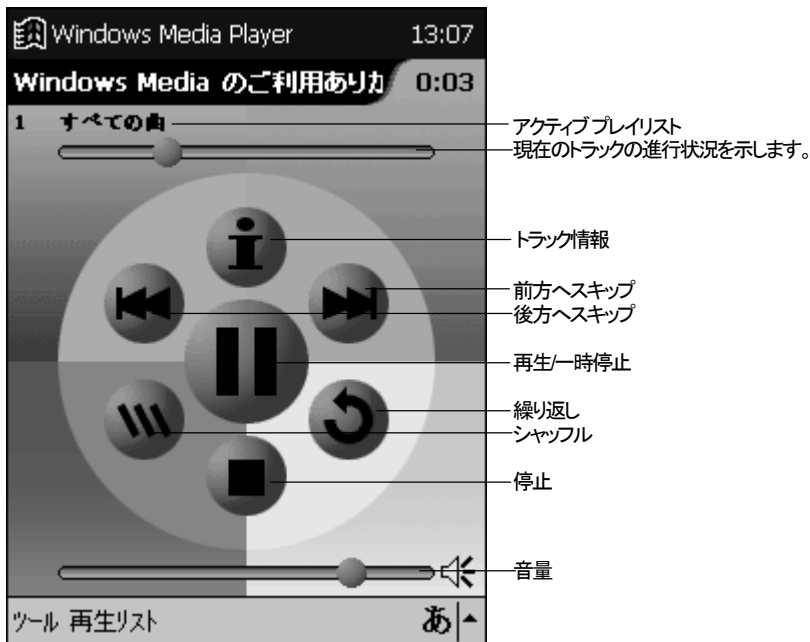 Windows Media Player 13:07
Windows Media のご利用あり 0:03
1 すべての曲
アクティブ プレイリスト
現在のトラックの進行状況を示します。
トラック情報
前方へスキップ
後方へスキップ
再生/一時停止
繰り返し
シャッフル
停止
音量
ツール 再生リスト あ